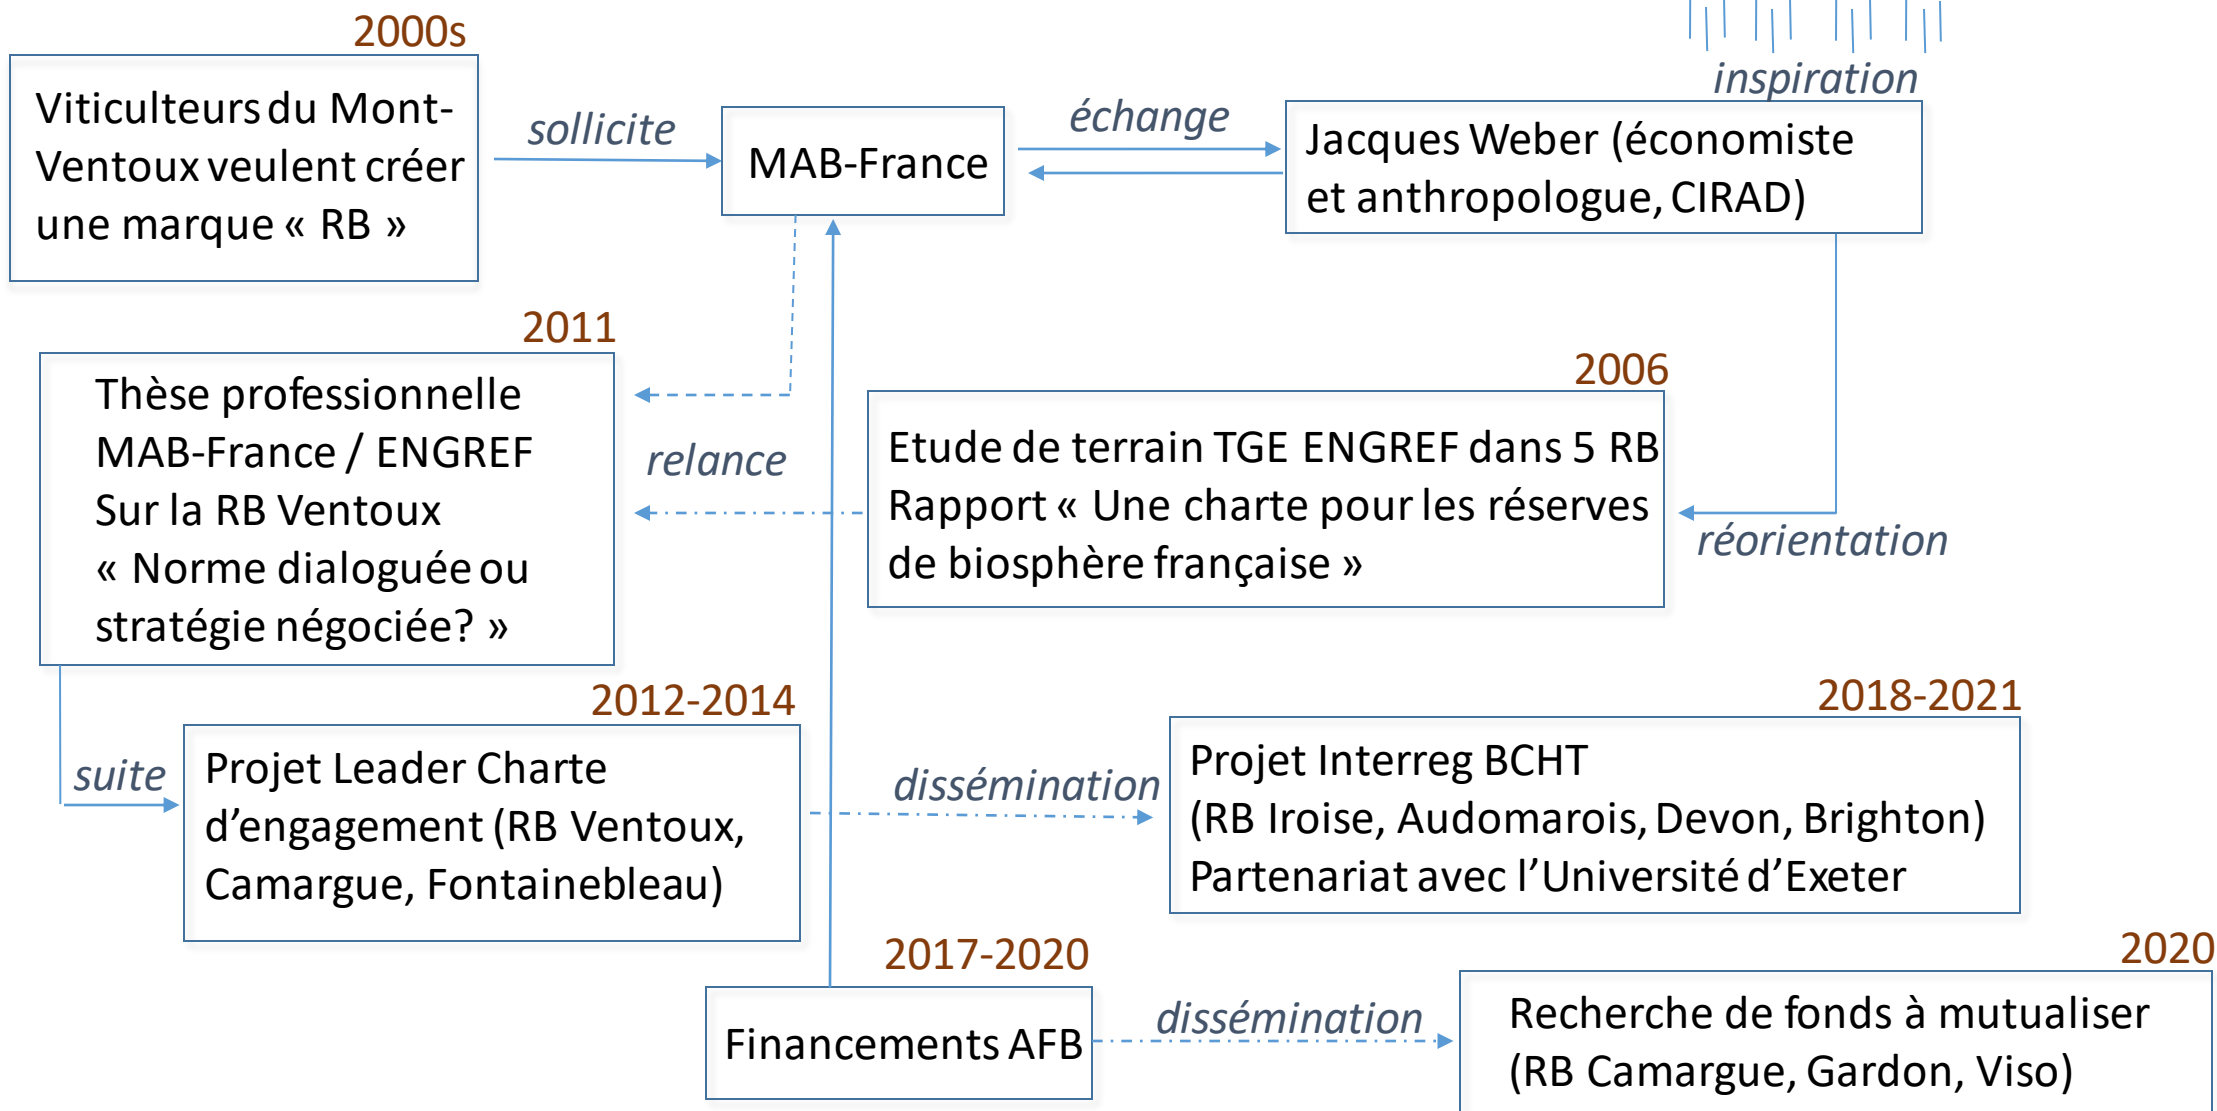 2000s
Viticulteurs du Mont-
Ventoux veulent créer
une marque « RB »
sollicite
MAB-France
échange
inspiration
Jacques Weber (économiste
et anthropologue, CIRAD)
2011
Thèse professionnelle
MAB-France / ENGREF
Sur la RB Ventoux
« Norme dialoguée ou
stratégie négociée? »
relance
2006
Etude de terrain TGE ENGREF dans 5 RB
Rapport « Une charte pour les réserves
de biosphère française »
réorientation
suite
2012-2014
Projet Leader Charte
d’engagement (RB Ventoux,
Camargue, Fontainebleau)
dissémination
2018-2021
Projet Interreg BCHT
(RB Iroise, Audomarois, Devon, Brighton)
Partenariat avec l’Université d’Exeter
2017-2020
Financements AFB
dissémination
2020
Recherche de fonds à mutualiser
(RB Camargue, Gardon, Viso)